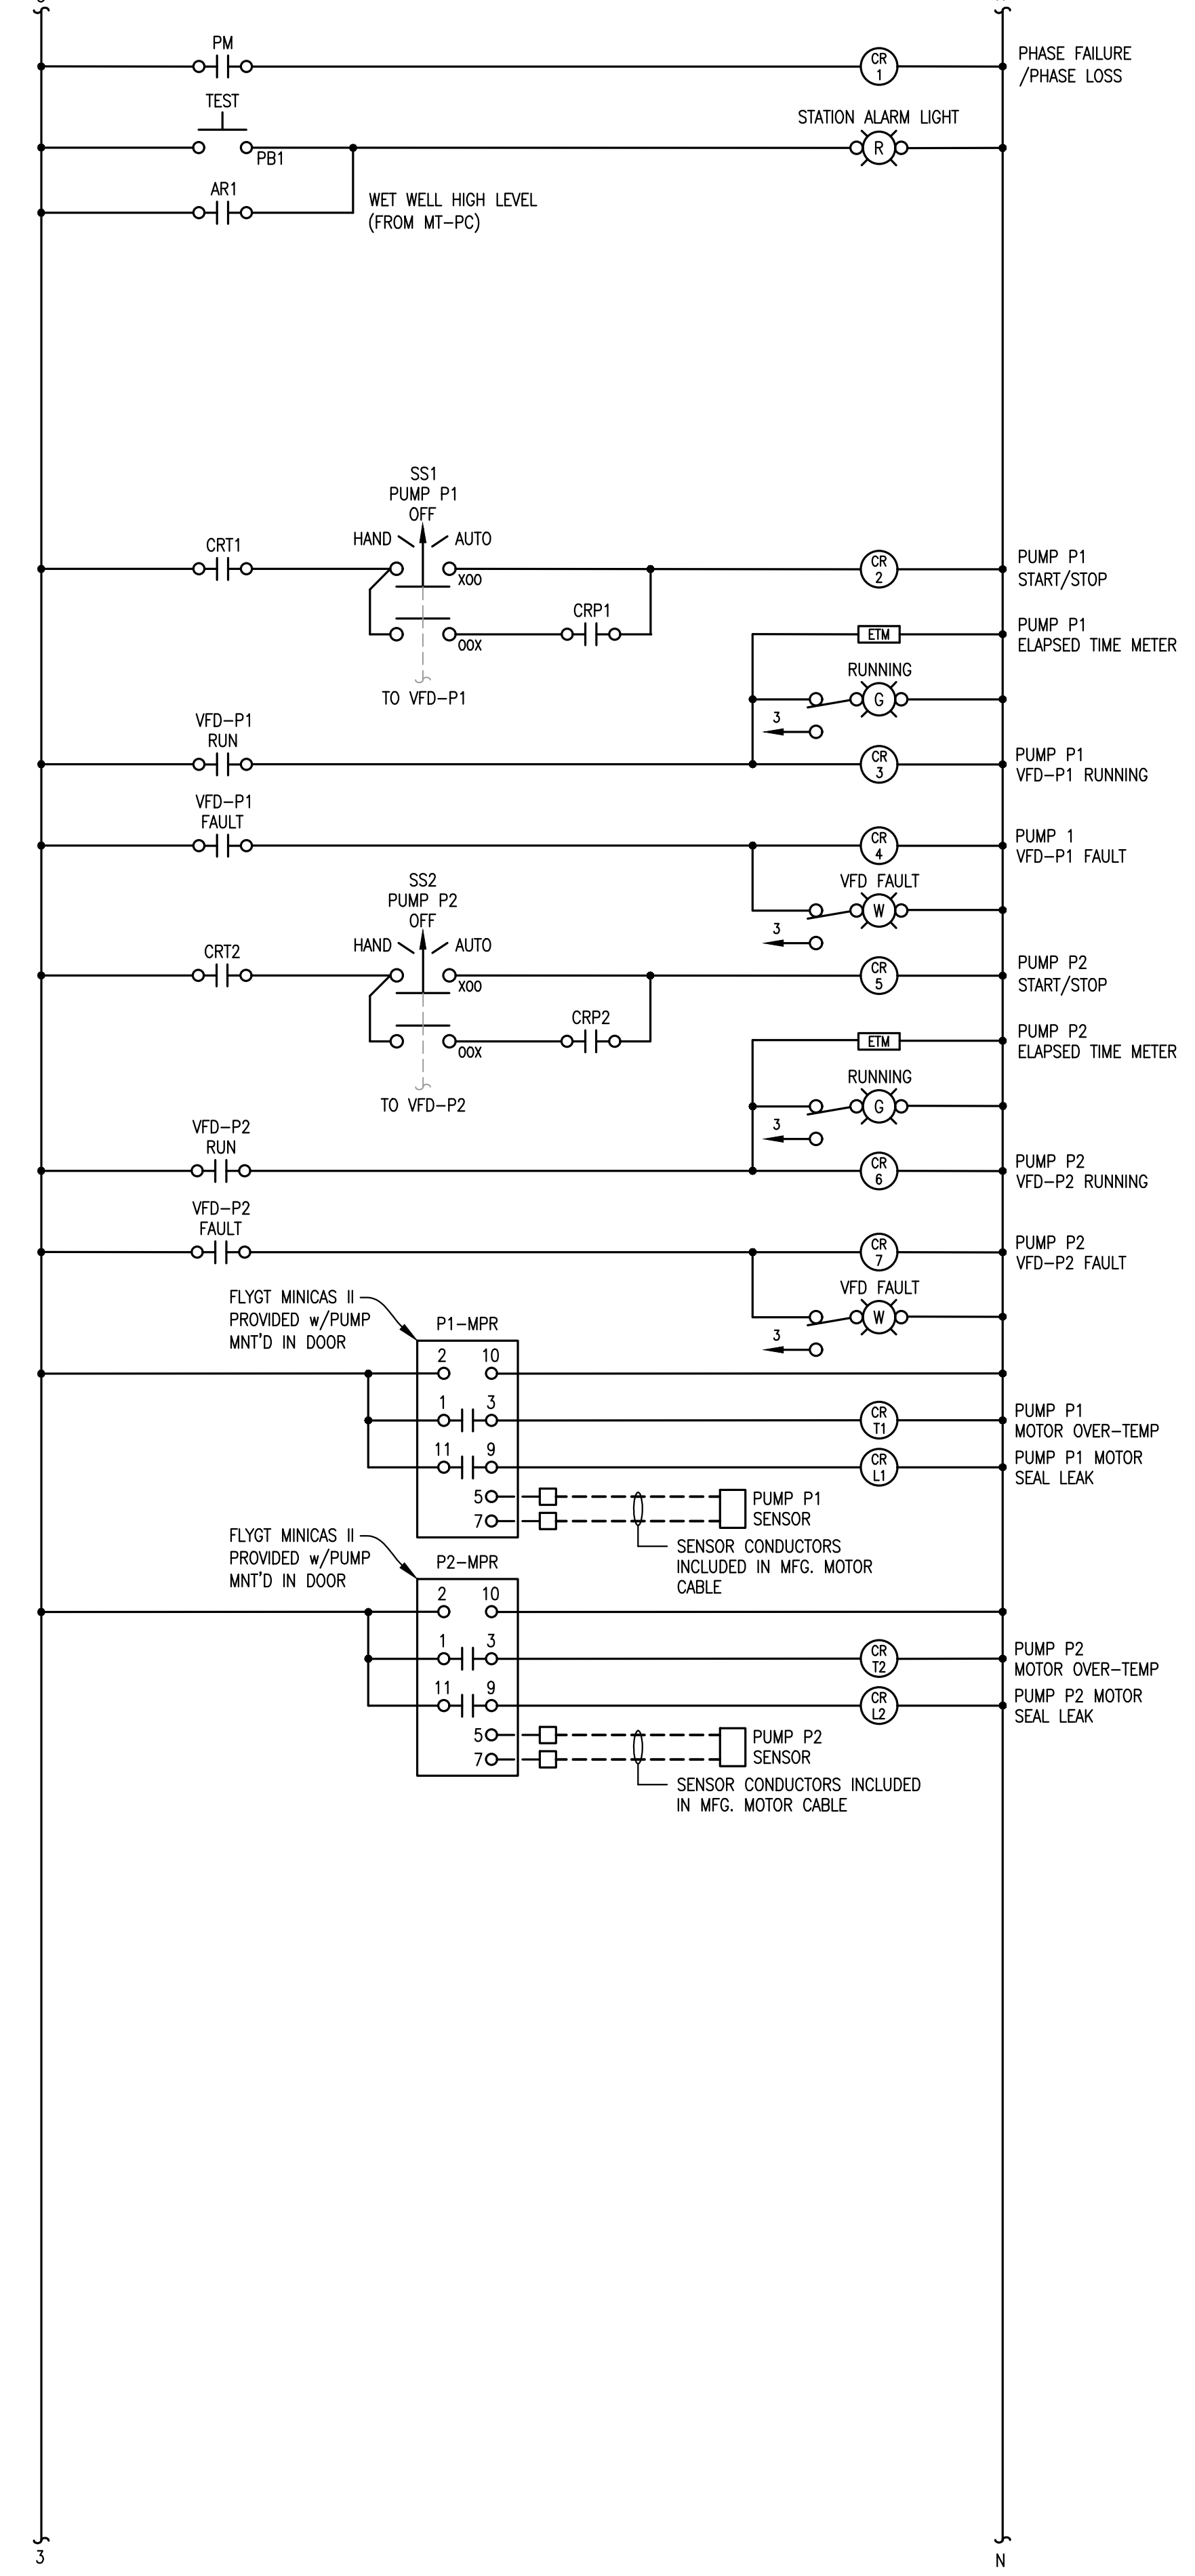 PM
CR
1
PHASE FAILURE
/PHASE LOSS
TEST
PB1
STATION ALARM LIGHT
R
AR1
WET WELL HIGH LEVEL
(FROM MT-PC)
SS1
PUMP P1
OFF
HAND
AUTO
CRT1
XOO
CR
2
PUMP P1
START/STOP
CRP1
OOX
TO VFD-P1
ETM
PUMP P1
ELAPSED TIME METER
RUNNING
G
3
VFD-P1
RUN
CR
3
PUMP P1
VFD-P1 RUNNING
VFD-P1
FAULT
CR
4
PUMP 1
VFD-P1 FAULT
VFD FAULT
W
3
SS2
PUMP P2
OFF
HAND
AUTO
CRT2
XOO
CR
5
PUMP P2
START/STOP
CRP2
OOX
TO VFD-P2
ETM
PUMP P2
ELAPSED TIME METER
RUNNING
G
3
VFD-P2
RUN
CR
6
PUMP P2
VFD-P2 RUNNING
VFD-P2
FAULT
CR
7
PUMP P2
VFD-P2 FAULT
VFD FAULT
W
3
FLYGT MINICAS II
PROVIDED w/PUMP
MNT'D IN DOOR
P1-MPR
2 10
1 3
CR
T1
PUMP P1
MOTOR OVER-TEMP
11 9
CR
L1
PUMP P1 MOTOR
SEAL LEAK
5
7
PUMP P1
SENSOR
SENSOR CONDUCTORS
INCLUDED IN MFG. MOTOR
CABLE
FLYGT MINICAS II
PROVIDED w/PUMP
MNT'D IN DOOR
P2-MPR
2 10
1 3
CR
T2
PUMP P2
MOTOR OVER-TEMP
11 9
CR
L2
PUMP P2 MOTOR
SEAL LEAK
5
7
PUMP P2
SENSOR
SENSOR CONDUCTORS INCLUDED
IN MFG. MOTOR CABLE
3
N